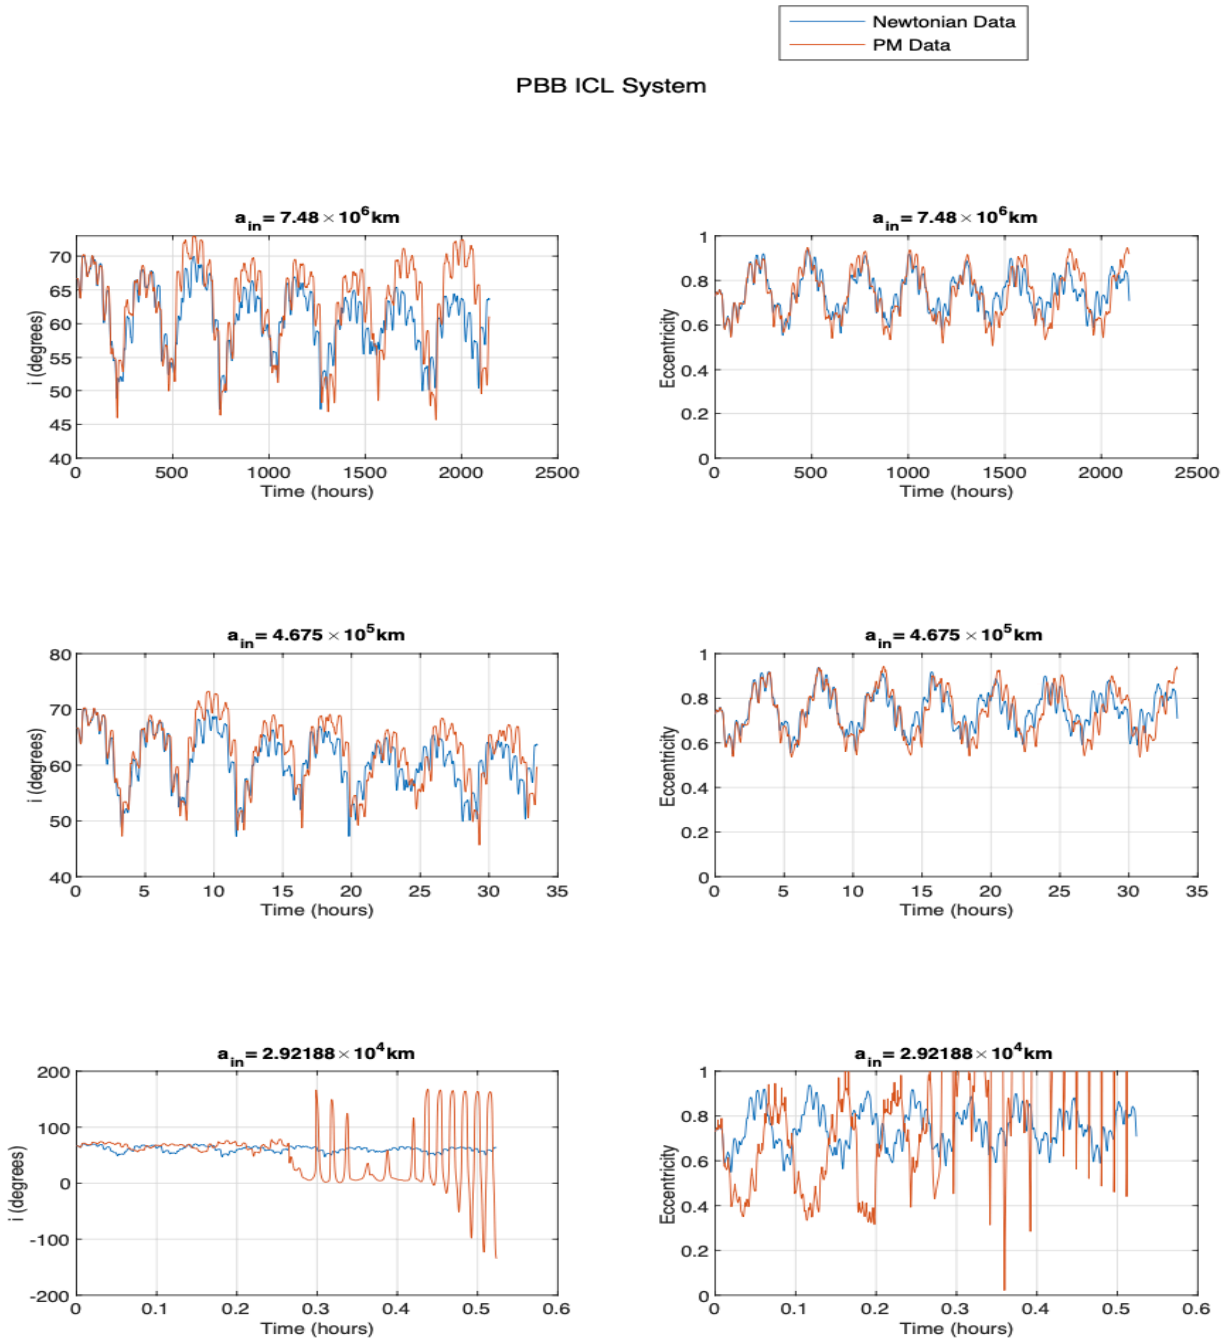 Newtonian Data
PM Data
PBB ICL System
a_in = 7.48 × 10^6 km
i (degrees)
70
65
60
55
50
45
40
0 500 1000 1500 2000 2500
Time (hours)
a_in = 7.48 × 10^6 km
Eccentricity
1
0.8
0.6
0.4
0.2
0
0 500 1000 1500 2000 2500
Time (hours)
a_in = 4.675 × 10^5 km
i (degrees)
80
70
60
50
40
0 5 10 15 20 25 30 35
Time (hours)
a_in = 4.675 × 10^5 km
Eccentricity
1
0.8
0.6
0.4
0.2
0
0 5 10 15 20 25 30 35
Time (hours)
a_in = 2.92188 × 10^4 km
i (degrees)
200
100
0
-100
-200
0 0.1 0.2 0.3 0.4 0.5 0.6
Time (hours)
a_in = 2.92188 × 10^4 km
Eccentricity
1
0.8
0.6
0.4
0.2
0
0 0.1 0.2 0.3 0.4 0.5 0.6
Time (hours)